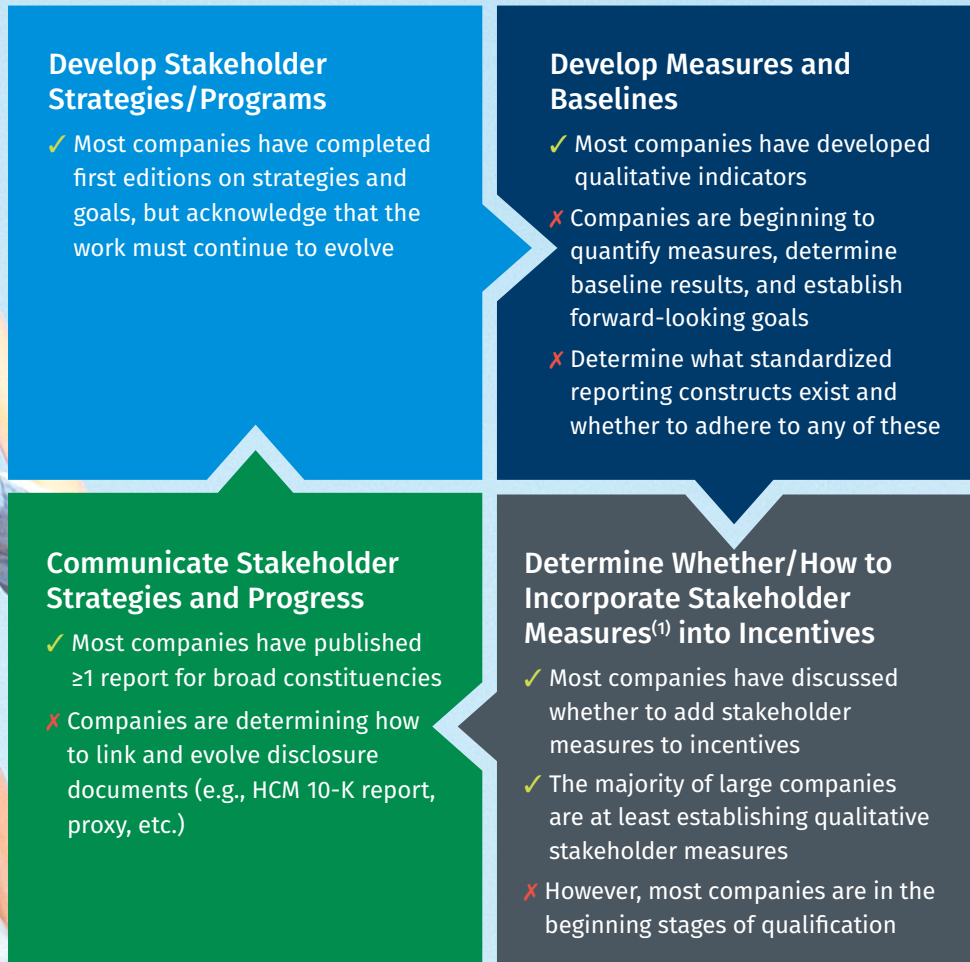 Develop Stakeholder
Strategies/Programs
✓ Most companies have completed
first editions on strategies and
goals, but acknowledge that the
work must continue to evolve
Develop Measures and
Baselines
✓ Most companies have developed
qualitative indicators
✗ Companies are beginning to
quantify measures, determine
baseline results, and establish
forward-looking goals
✗ Determine what standardized
reporting constructs exist and
whether to adhere to any of these
Communicate Stakeholder
Strategies and Progress
✓ Most companies have published
≥1 report for broad constituencies
✗ Companies are determining how
to link and evolve disclosure
documents (e.g., HCM 10-K report,
proxy, etc.)
Determine Whether/How to
Incorporate Stakeholder
Measures(1) into Incentives
✓ Most companies have discussed
whether to add stakeholder
measures to incentives
✓ The majority of large companies
are at least establishing qualitative
stakeholder measures
✗ However, most companies are in the
beginning stages of qualification